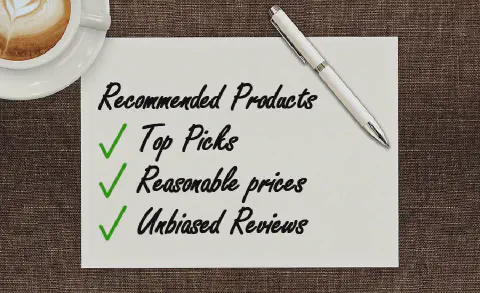 Recommended Products
Top Picks
Reasonable prices
Unbiased Reviews